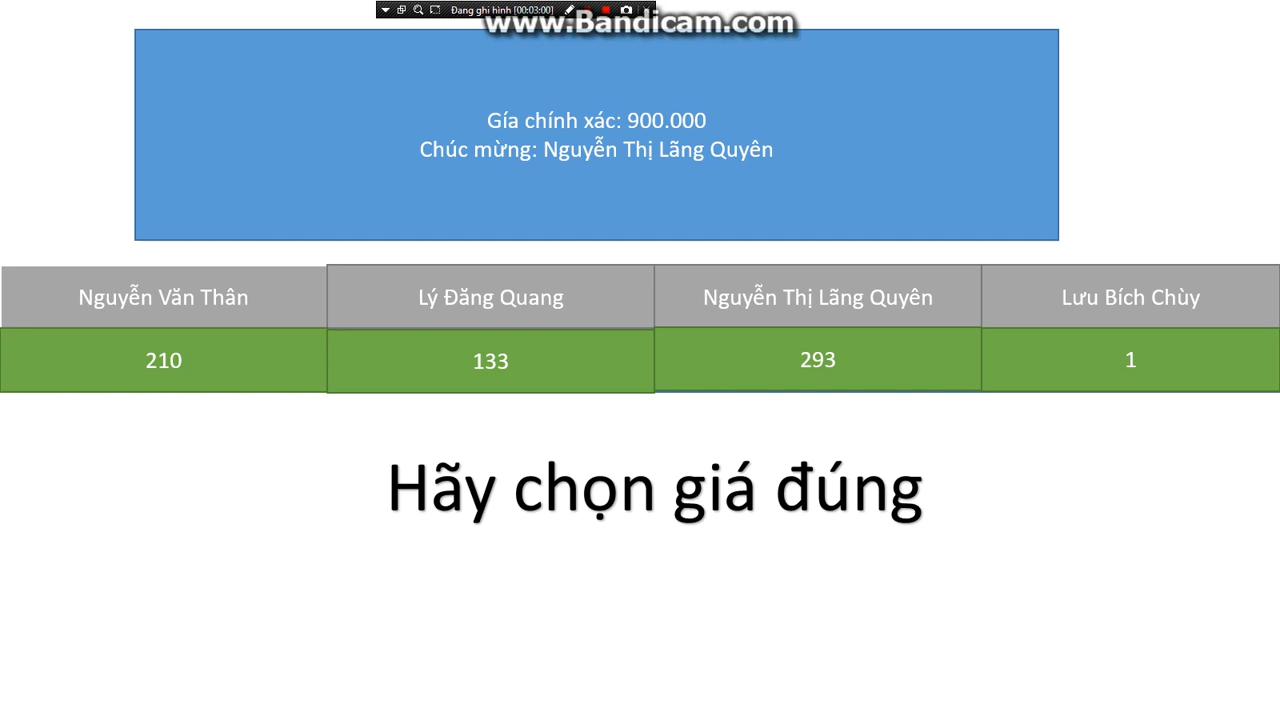 Đang ghi hình [00:03:00]
www.Bandicam.com
Gía chính xác: 900.000
Chúc mừng: Nguyễn Thị Lãng Quyên
Nguyễn Văn Thân
Lý Đăng Quang
Nguyễn Thị Lãng Quyên
Lưu Bích Chùy
210
133
293
1
Hãy chọn giá đúng